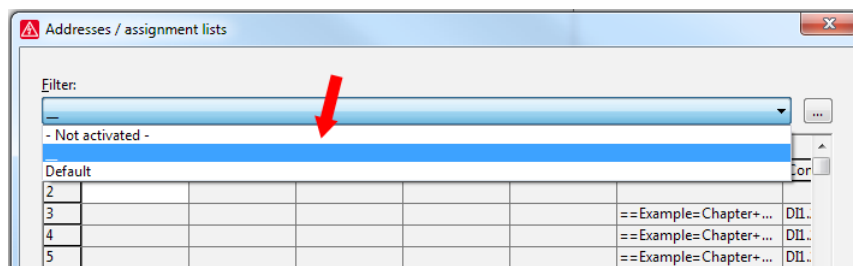 Addresses / assignment lists
Filter:
__
...
- Not activated -
__
Default
Cor
2
3 ==Example=Chapter+... DI1.
4 ==Example=Chapter+... DI1.
5 ==Example=Chapter+... DI1.